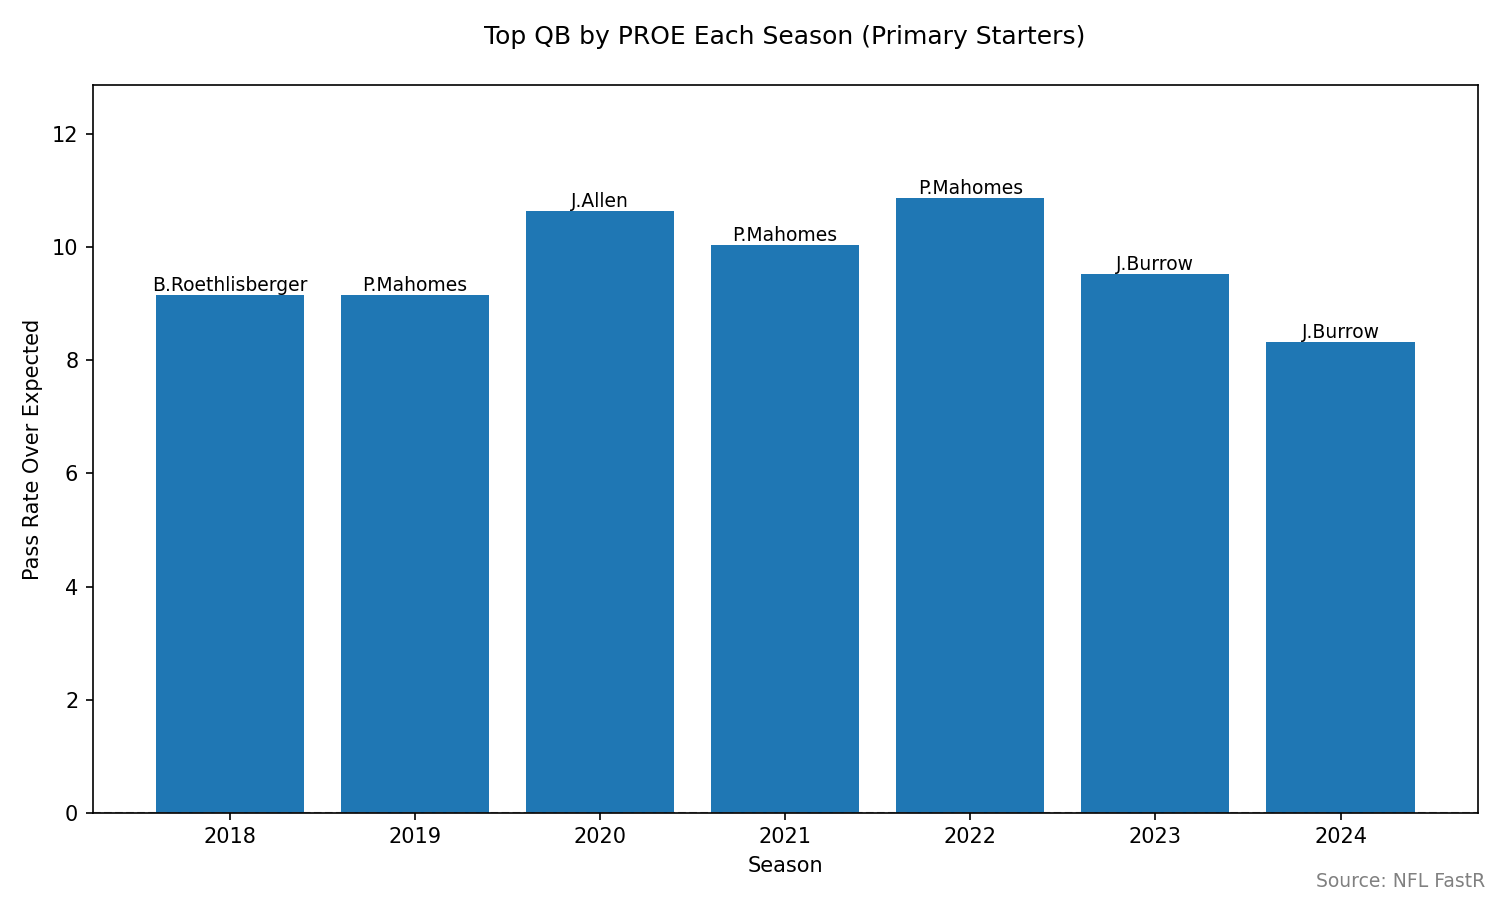 Top QB by PROE Each Season (Primary Starters)
Pass Rate Over Expected
12
10
8
6
4
2
0
B.Roethlisberger
P.Mahomes
J.Allen
P.Mahomes
P.Mahomes
J.Burrow
J.Burrow
2018 2019 2020 2021 2022 2023 2024
Season
Source: NFL FastR